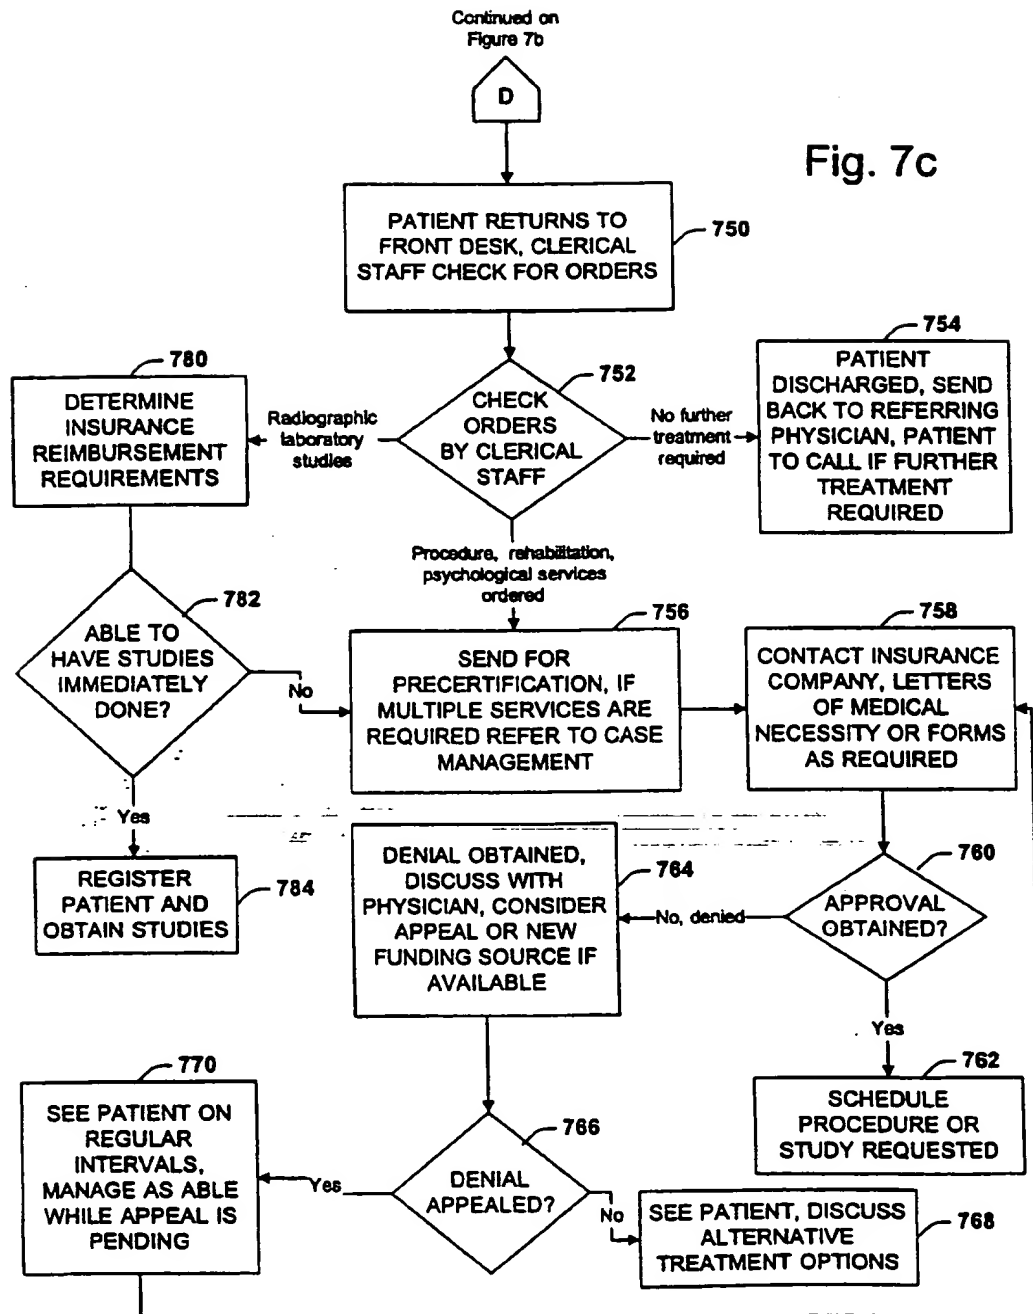 Continued on
Figure 7b
D
Fig. 7c
PATIENT RETURNS TO
FRONT DESK, CLERICAL
STAFF CHECK FOR ORDERS
750
780
DETERMINE
INSURANCE
REIMBURSEMENT
REQUIREMENTS
Radiographic
laboratory
studies
752
CHECK
ORDERS
BY CLERICAL
STAFF
No further
treatment
required
754
PATIENT
DISCHARGED, SEND
BACK TO REFERRING
PHYSICIAN, PATIENT
TO CALL IF FURTHER
TREATMENT
REQUIRED
Procedure, rehabilitation,
psychological services
ordered
782
ABLE TO
HAVE STUDIES
IMMEDIATELY
DONE?
No
756
SEND FOR
PRECERTIFICATION, IF
MULTIPLE SERVICES ARE
REQUIRED REFER TO CASE
MANAGEMENT
758
CONTACT INSURANCE
COMPANY, LETTERS
OF MEDICAL
NECESSITY OR FORMS
AS REQUIRED
Yes
REGISTER
PATIENT AND
OBTAIN STUDIES
784
DENIAL OBTAINED,
DISCUSS WITH
PHYSICIAN, CONSIDER
APPEAL OR NEW
FUNDING SOURCE IF
AVAILABLE
764
No, denied
760
APPROVAL
OBTAINED?
Yes
762
SCHEDULE
PROCEDURE OR
STUDY REQUESTED
770
SEE PATIENT ON
REGULAR
INTERVALS,
MANAGE AS ABLE
WHILE APPEAL IS
PENDING
Yes
766
DENIAL
APPEALED?
No
SEE PATIENT, DISCUSS
ALTERNATIVE
TREATMENT OPTIONS
768